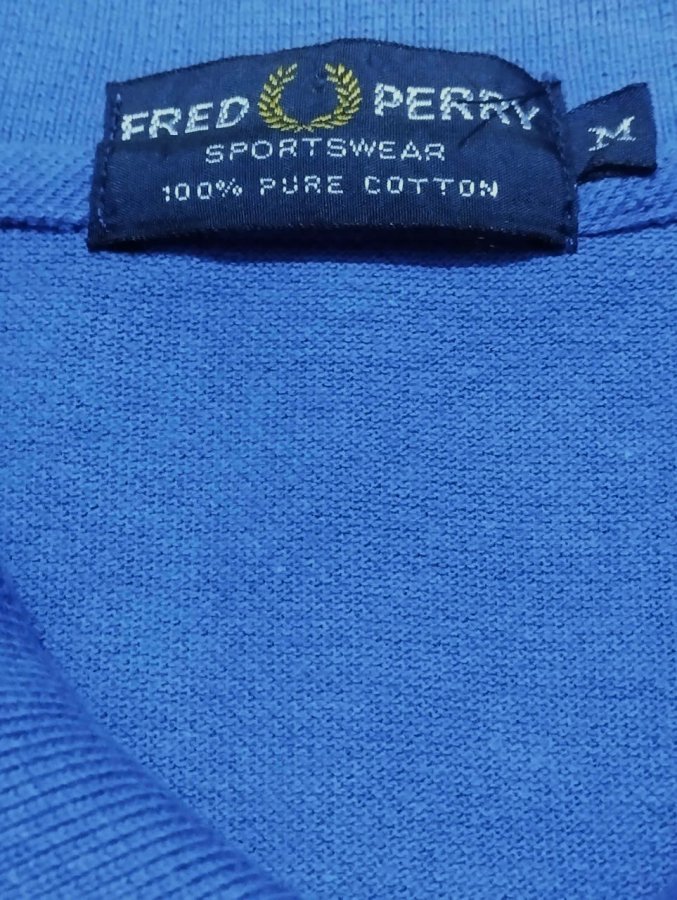 FRED PERRY
SPORTSWEAR
100% PURE COTTON
M